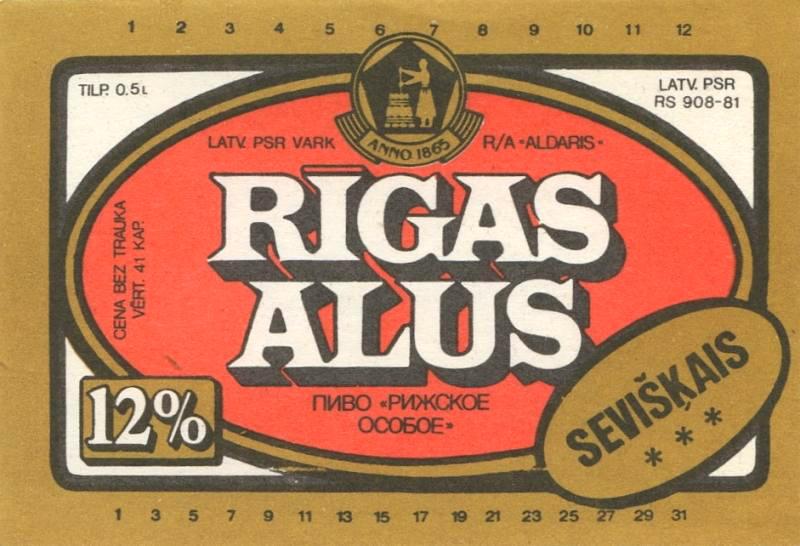 1 2 3 4 5 6 7 8 9 10 11 12
TILP. 0,5 L
LATV. PSR
RS 908-81
LATV. PSR VARK
R/A «ALDARIS»
ANNO 1865
RĪGAS
ALUS
CENA BEZ TRAUKA
VĒRT. 41 KAP.
ПИВО «РИЖСКОЕ
ОСОБОЕ»
12%
SEVIŠĶAIS
* * *
1 3 5 7 9 11 13 15 17 19 21 23 25 27 29 31